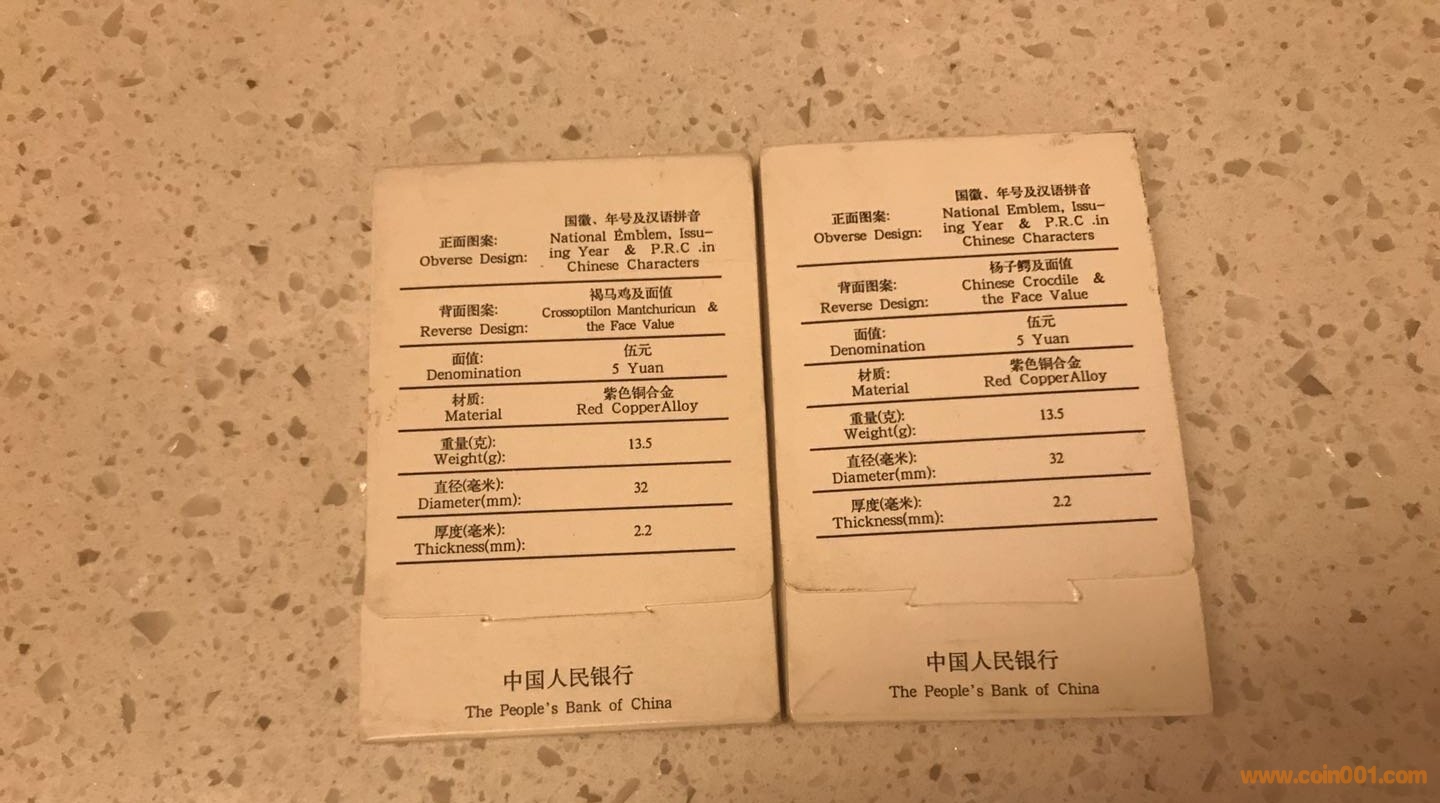 国徽、年号及汉语拼音
正面图案:
National Emblem, Issu-
Obverse Design:
ing Year & P.R.C .in
Chinese Characters
褐马鸡及面值
背面图案:
Crossoptilon Mantchuricun &
Reverse Design:
the Face Value
面值:
伍元
Denomination
5 Yuan
材质:
紫色铜合金
Material
Red CopperAlloy
重量(克):
13.5
Weight(g):
直径(毫米):
32
Diameter(mm):
厚度(毫米):
2.2
Thickness(mm):
中国人民银行
The People's Bank of China
国徽、年号及汉语拼音
正面图案:
National Emblem, Issu-
Obverse Design:
ing Year & P.R.C .in
Chinese Characters
杨子鳄及面值
背面图案:
Chinese Crocdile &
Reverse Design:
the Face Value
面值:
伍元
Denomination
5 Yuan
材质:
紫色铜合金
Material
Red CopperAlloy
重量(克):
13.5
Weight(g):
直径(毫米):
32
Diameter(mm):
厚度(毫米):
2.2
Thickness(mm):
中国人民银行
The People's Bank of China
www.coin001.com